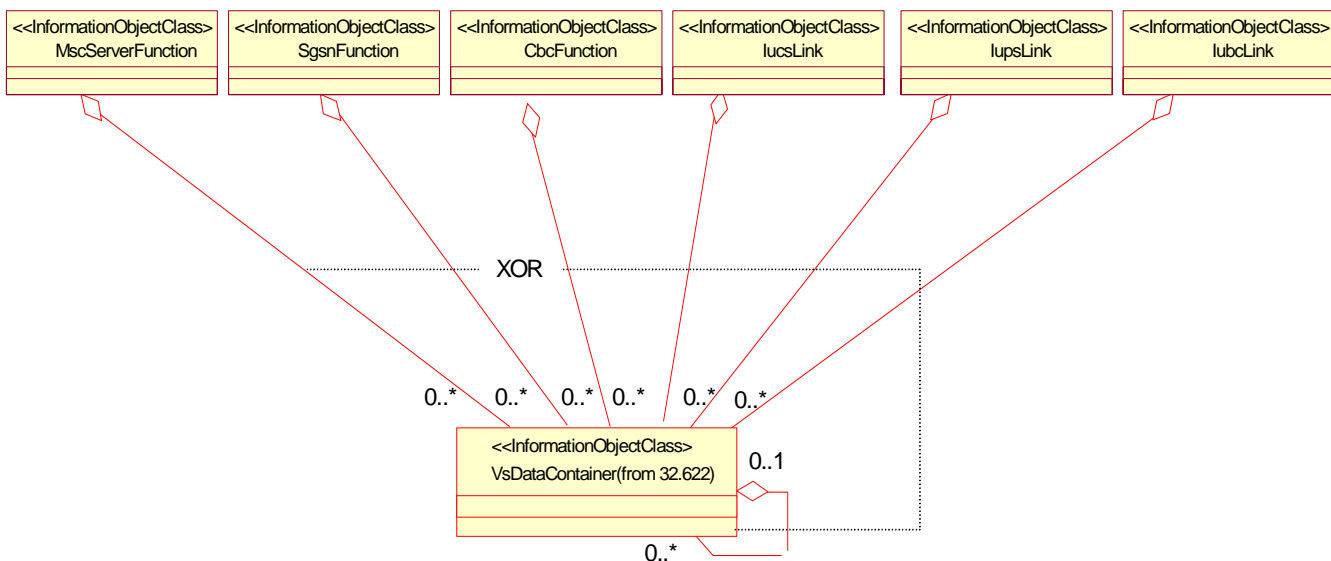 <<InformationObjectClass>
MscServerFunction
<<InformationObjectClass>
SgsnFunction
<<InformationObjectClass>
CbcFunction
<<InformationObjectClass>
IucsLink
<<InformationObjectClass>
IupsLink
<<InformationObjectClass>
IubcLink
XOR
0..*
0..*
0..*
0..*
0..*
0..*
<<InformationObjectClass>
VsDataContainer(from 32.622)
0..1
0..*